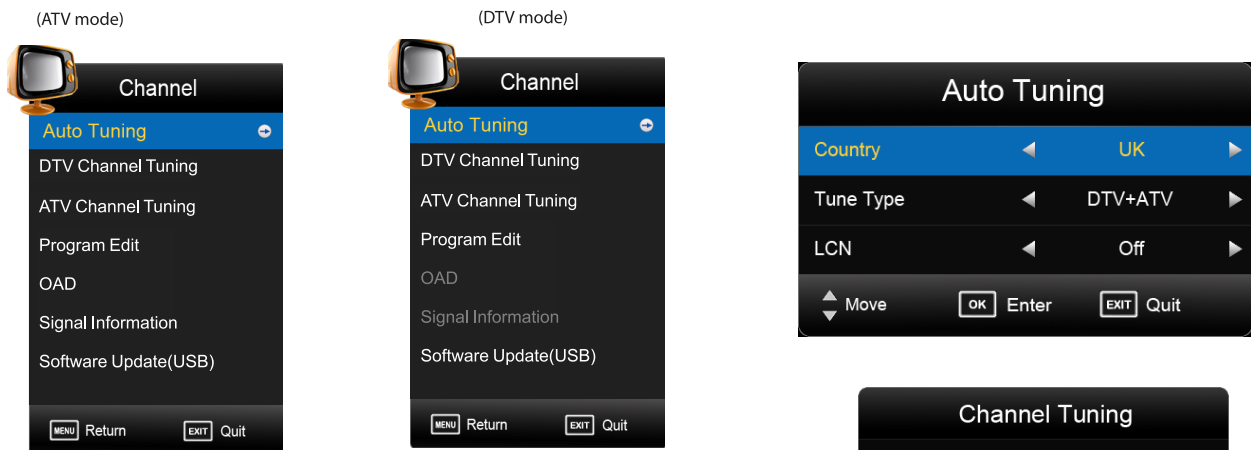 (ATV mode)
Channel
Auto Tuning
DTV Channel Tuning
ATV Channel Tuning
Program Edit
OAD
Signal Information
Software Update(USB)
MENU Return EXIT Quit
(DTV mode)
Channel
Auto Tuning
DTV Channel Tuning
ATV Channel Tuning
Program Edit
OAD
Signal Information
Software Update(USB)
MENU Return EXIT Quit
Auto Tuning
Country UK
Tune Type DTV+ATV
LCN Off
Move OK Enter EXIT Quit
Channel Tuning